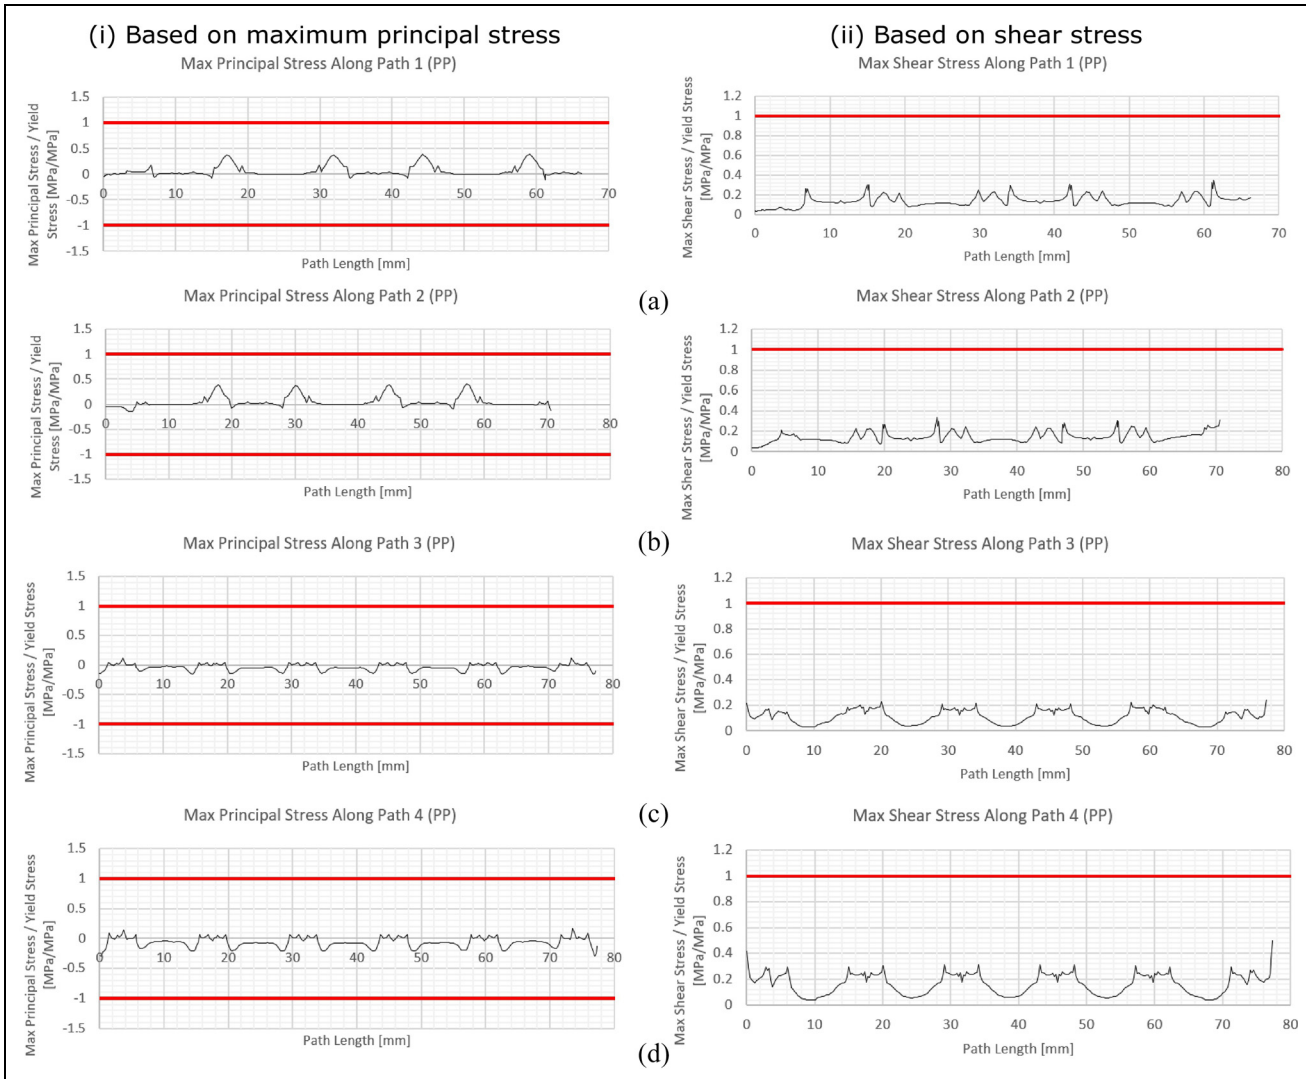 (i) Based on maximum principal stress
(ii) Based on shear stress
Max Principal Stress Along Path 1 (PP)
Max Principal Stress / Yield
Stress [MPa/MPa]
1.5
1
0.5
0
-0.5
-1
-1.5
0 10 20 30 40 50 60 70
Path Length [mm]
Max Shear Stress Along Path 1 (PP)
Max Shear Stress / Yield Stress
[MPa/MPa]
1.2
1
0.8
0.6
0.4
0.2
0
0 10 20 30 40 50 60 70
Path Length [mm]
(a)
Max Principal Stress Along Path 2 (PP)
Max Principal Stress / Yield
Stress [MPa/MPa]
1.5
1
0.5
0
-0.5
-1
-1.5
0 10 20 30 40 50 60 70 80
Path Length [mm]
Max Shear Stress Along Path 2 (PP)
Max Shear Stress / Yield Stress
[MPa/MPa]
1.2
1
0.8
0.6
0.4
0.2
0
0 10 20 30 40 50 60 70 80
Path Length [mm]
(b)
Max Principal Stress Along Path 3 (PP)
Max Principal Stress / Yield Stress
[MPa/MPa]
1.5
1
0.5
0
-0.5
-1
-1.5
0 10 20 30 40 50 60 70 80
Path Length [mm]
Max Shear Stress Along Path 3 (PP)
Max Shear Stress / Yield Stress
[MPa/MPa]
1.2
1
0.8
0.6
0.4
0.2
0
0 10 20 30 40 50 60 70 80
Path Length [mm]
(c)
Max Principal Stress Along Path 4 (PP)
Max Principal Stress / Yield Stress
[MPa/MPa]
1.5
1
0.5
0
-0.5
-1
-1.5
0 10 20 30 40 50 60 70 80
Path Length [mm]
Max Shear Stress Along Path 4 (PP)
Max Shear Stress / Yield Stress
[MPa/MPa]
1.2
1
0.8
0.6
0.4
0.2
0
0 10 20 30 40 50 60 70 80
Path Length [mm]
(d)